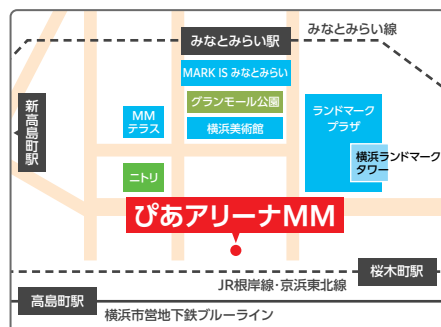 みなとみらい線
みなとみらい駅
MARK IS みなとみらい
グランモール公園
横浜美術館
MM
テラス
ランドマーク
プラザ
横浜ランドマーク
タワー
新高島町駅
ニトリ
ぴあアリーナMM
桜木町駅
JR根岸線・京浜東北線
高島町駅
横浜市営地下鉄ブルーライン